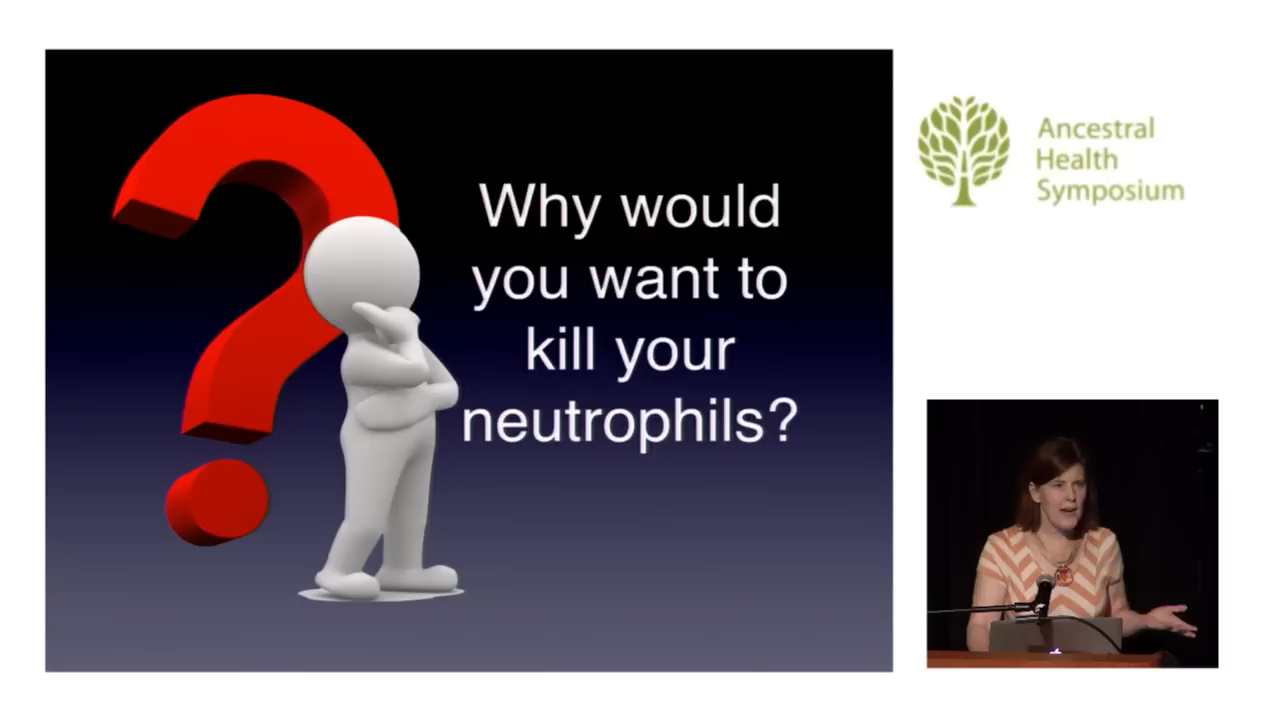 Why would
you want to
kill your
neutrophils?
Ancestral
Health
Symposium